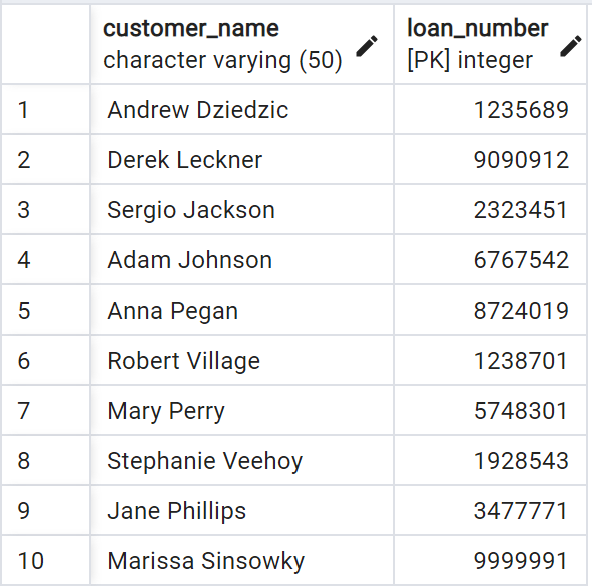 customer_name loan_number
character varying (50) [PK] integer
1 Andrew Dziedzic 1235689
2 Derek Leckner 9090912
3 Sergio Jackson 2323451
4 Adam Johnson 6767542
5 Anna Pegan 8724019
6 Robert Village 1238701
7 Mary Perry 5748301
8 Stephanie Veehoy 1928543
9 Jane Phillips 3477771
10 Marissa Sinsowky 9999991